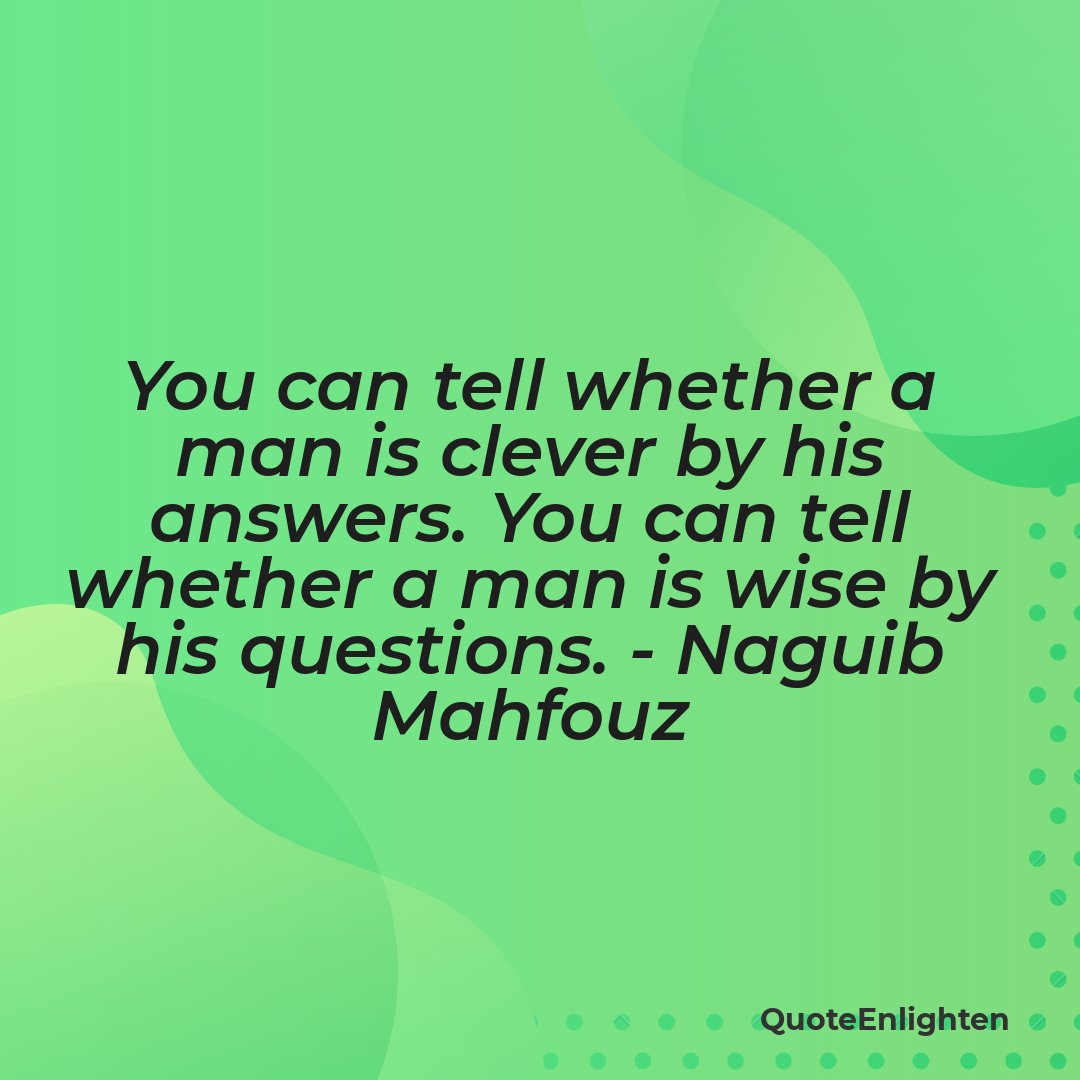 You can tell whether a
man is clever by his
answers. You can tell
whether a man is wise by
his questions. - Naguib
Mahfouz
QuoteEnlighten